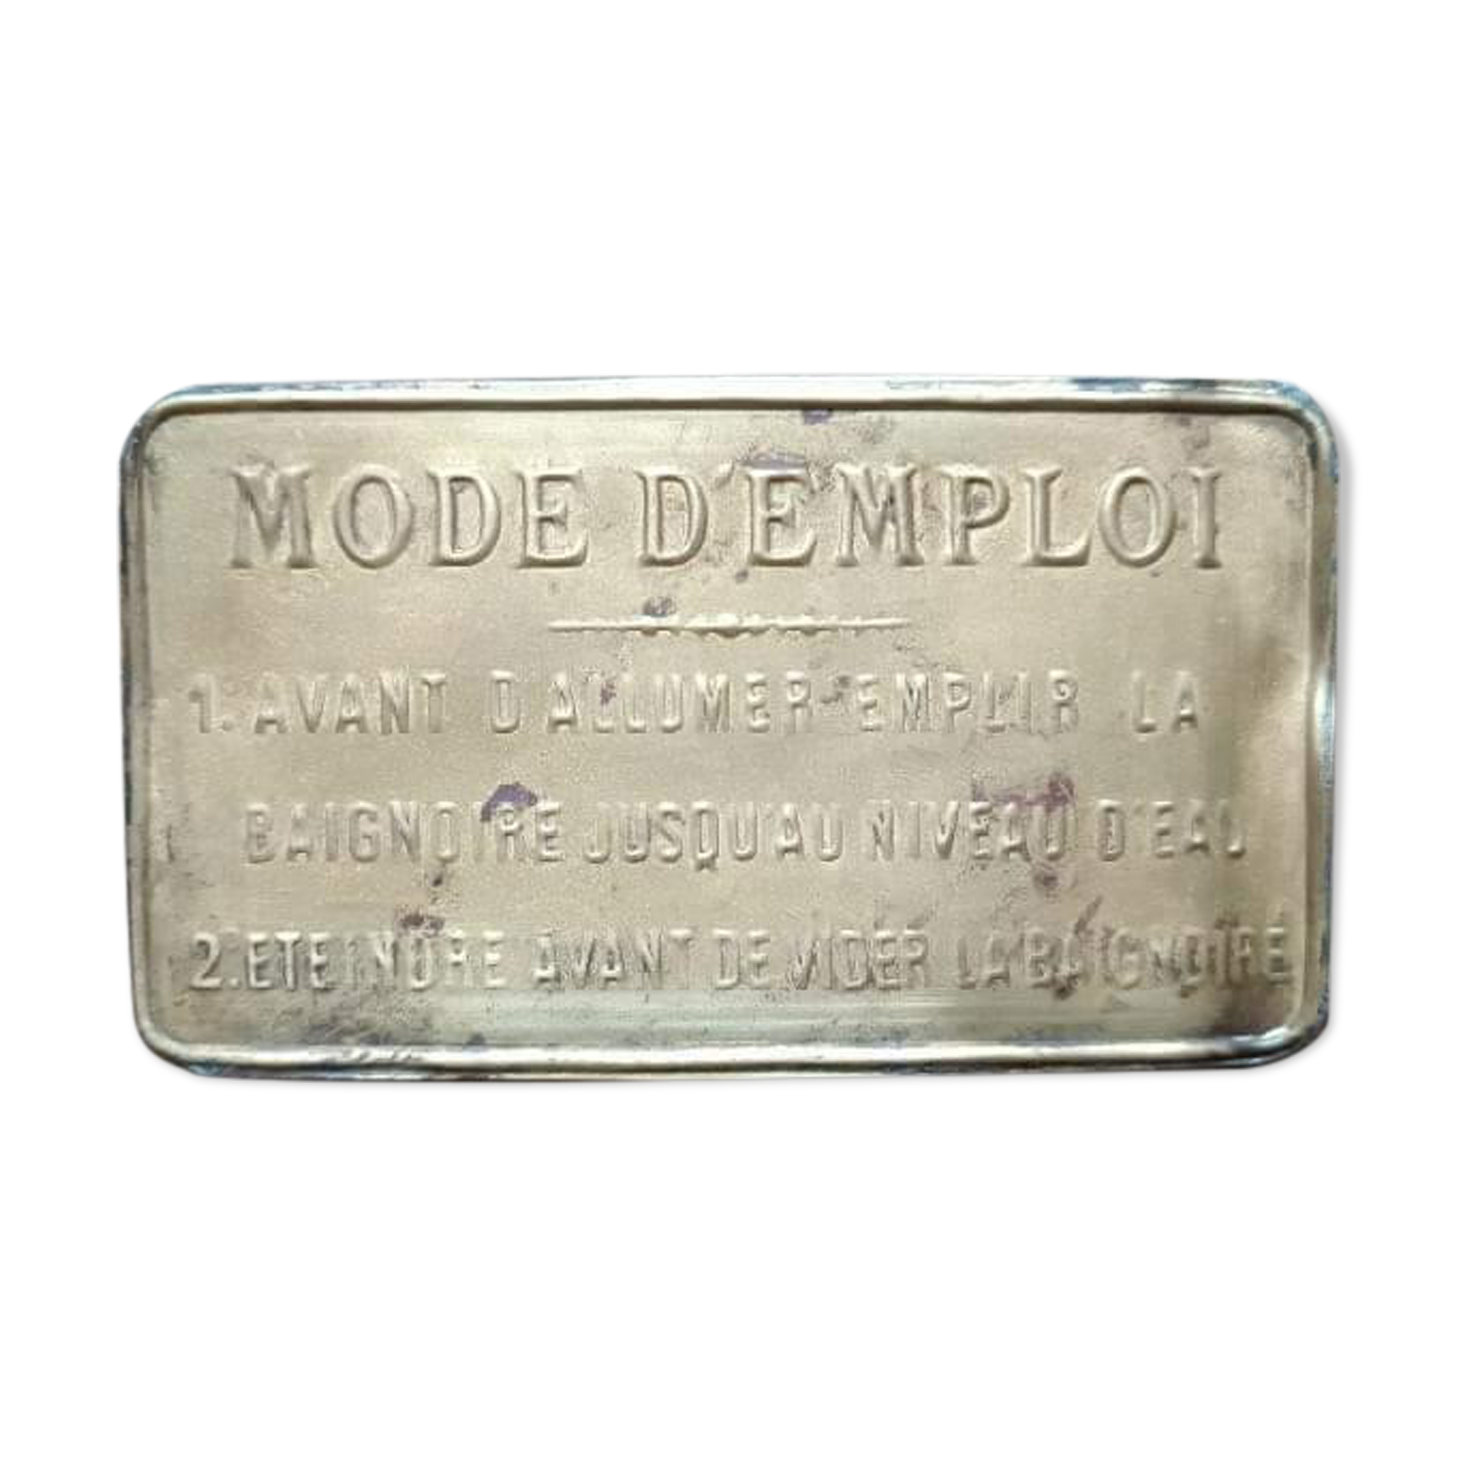 MODE D'EMPLOI
1. AVANT D ALLUMER EMPLIR LA
BAIGNOIRE JUSQU'AU NIVEAU D'EAU
2. ETEINDRE AVANT DE VIDER LA BAIGNOIRE